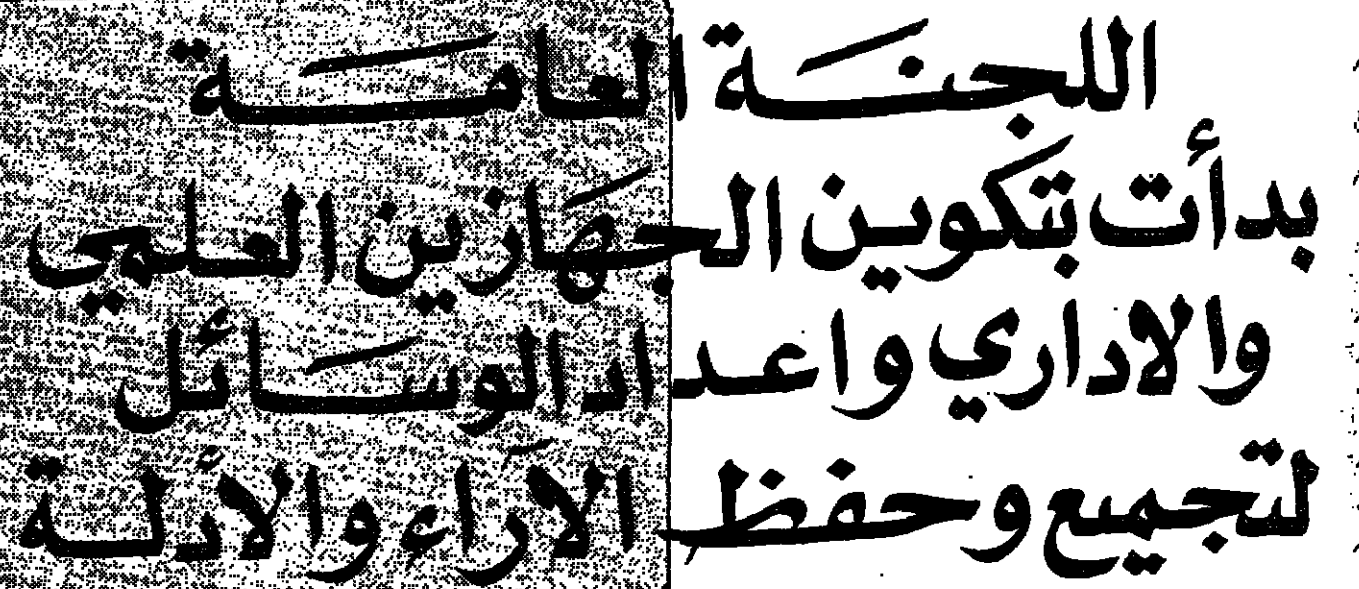 اللجنة العامة
بدأت بتكوين الجهازين العلمي
والاداري واعداد الوسائل
لتجميع وحفظ الآراء والأدلة